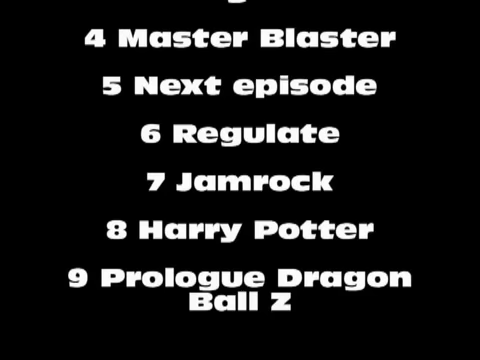 4 Master Blaster
5 Next episode
6 Regulate
7 Jamrock
8 Harry Potter
9 Prologue Dragon
Ball Z